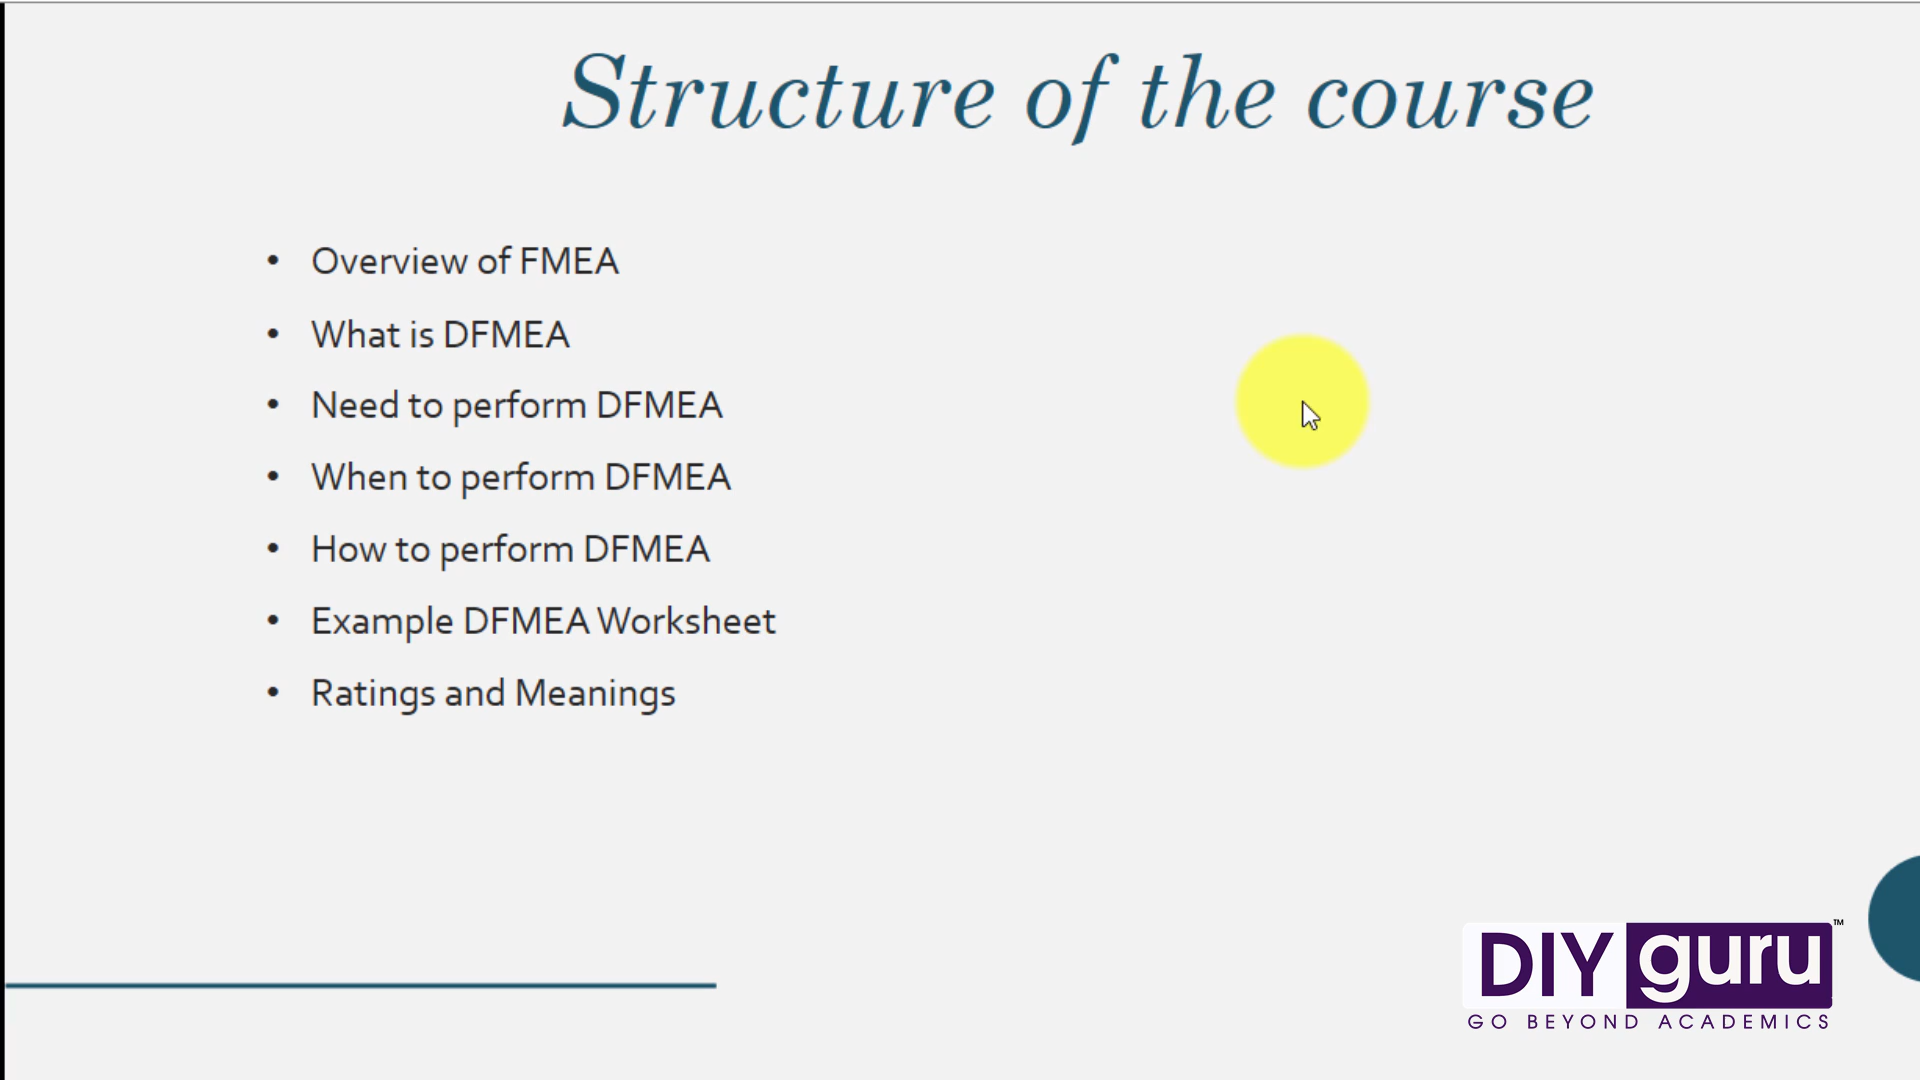 Structure of the course
• Overview of FMEA
• What is DFMEA
• Need to perform DFMEA
• When to perform DFMEA
• How to perform DFMEA
• Example DFMEA Worksheet
• Ratings and Meanings
DIY guru™
GO BEYOND ACADEMICS